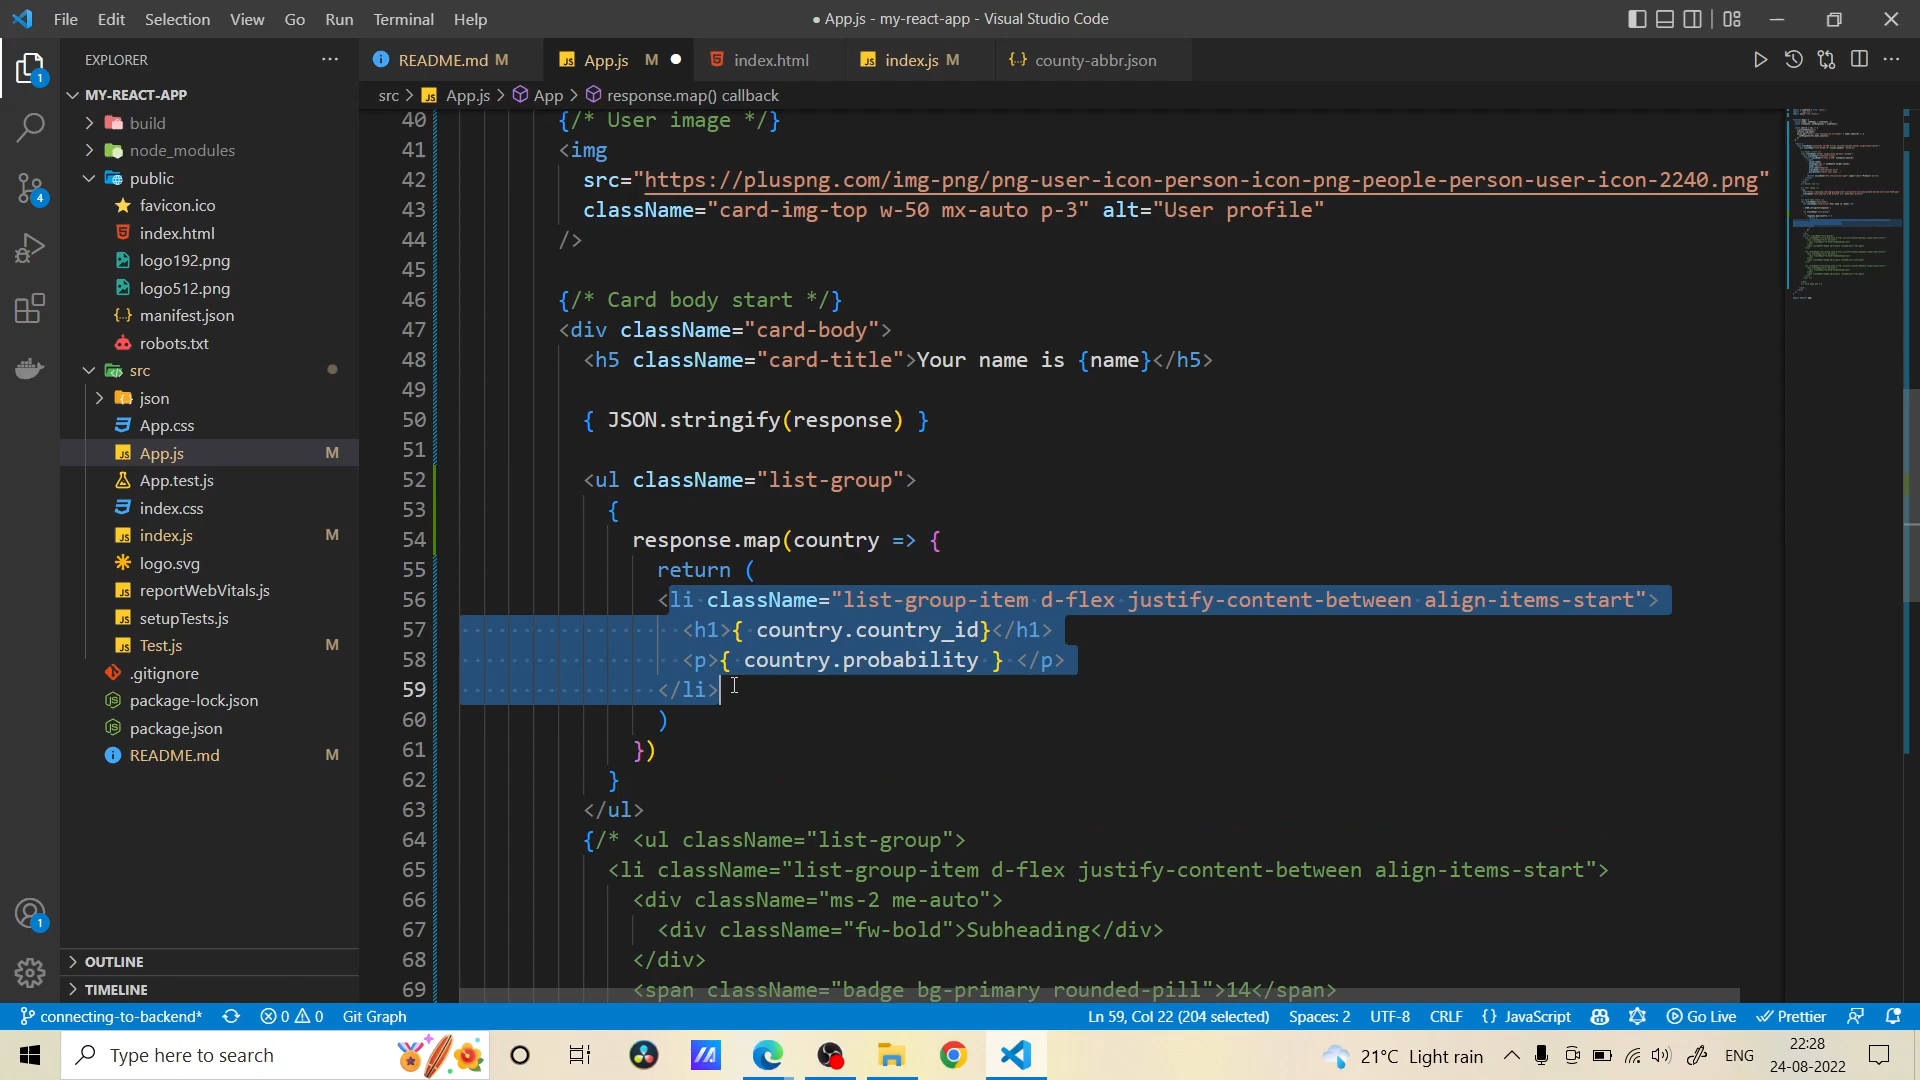 File Edit Selection View Go Run Terminal Help
● App.js - my-react-app - Visual Studio Code
EXPLORER
MY-REACT-APP
build
node_modules
public
favicon.ico
index.html
logo192.png
logo512.png
manifest.json
robots.txt
src
json
App.css
App.js M
App.test.js
index.css
index.js M
logo.svg
reportWebVitals.js
setupTests.js
Test.js M
.gitignore
package-lock.json
package.json
README.md M
OUTLINE
TIMELINE
README.md M App.js M index.html index.js M county-abbr.json
src > App.js > App > response.map() callback
40 {/* User image */}
41 <img
42 src="https://pluspng.com/img-png/png-user-icon-person-icon-png-people-person-user-icon-2240.png"
43 className="card-img-top w-50 mx-auto p-3" alt="User profile"
44 />
45
46 {/* Card body start */}
47 <div className="card-body">
48 <h5 className="card-title">Your name is {name}</h5>
49
50 { JSON.stringify(response) }
51
52 <ul className="list-group">
53 {
54 response.map(country => {
55 return (
56 <li className="list-group-item d-flex justify-content-between align-items-start">
57 <h1>{ country.country_id}</h1>
58 <p>{ country.probability } </p>
59 </li>
60 )
61 })
62 }
63 </ul>
64 {/* <ul className="list-group">
65 <li className="list-group-item d-flex justify-content-between align-items-start">
66 <div className="ms-2 me-auto">
67 <div className="fw-bold">Subheading</div>
68 </div>
69 <span className="badge bg-primary rounded-pill">14</span>
1
4
1
connecting-to-backend* 0 0 Git Graph
Ln 59, Col 22 (204 selected) Spaces: 2 UTF-8 CRLF {} JavaScript Go Live Prettier
Type here to search
21°C Light rain ENG
22:28
24-08-2022